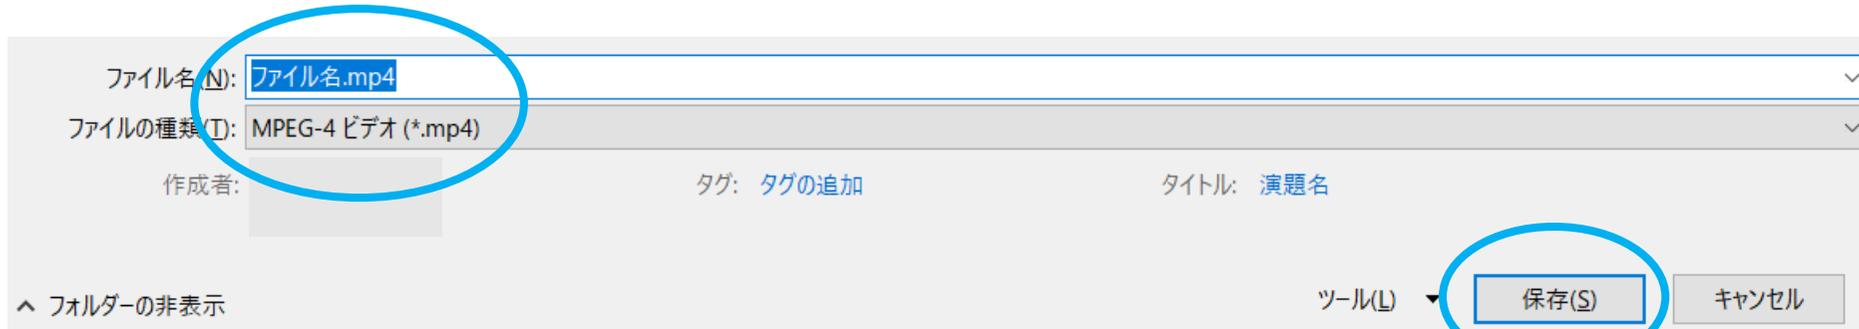 ファイル名(N): ファイル名.mp4
ファイルの種類(T): MPEG-4 ビデオ (*.mp4)
作成者: タグ: タグの追加 タイトル: 演題名
フォルダーの非表示 ツール(L) 保存(S) キャンセル